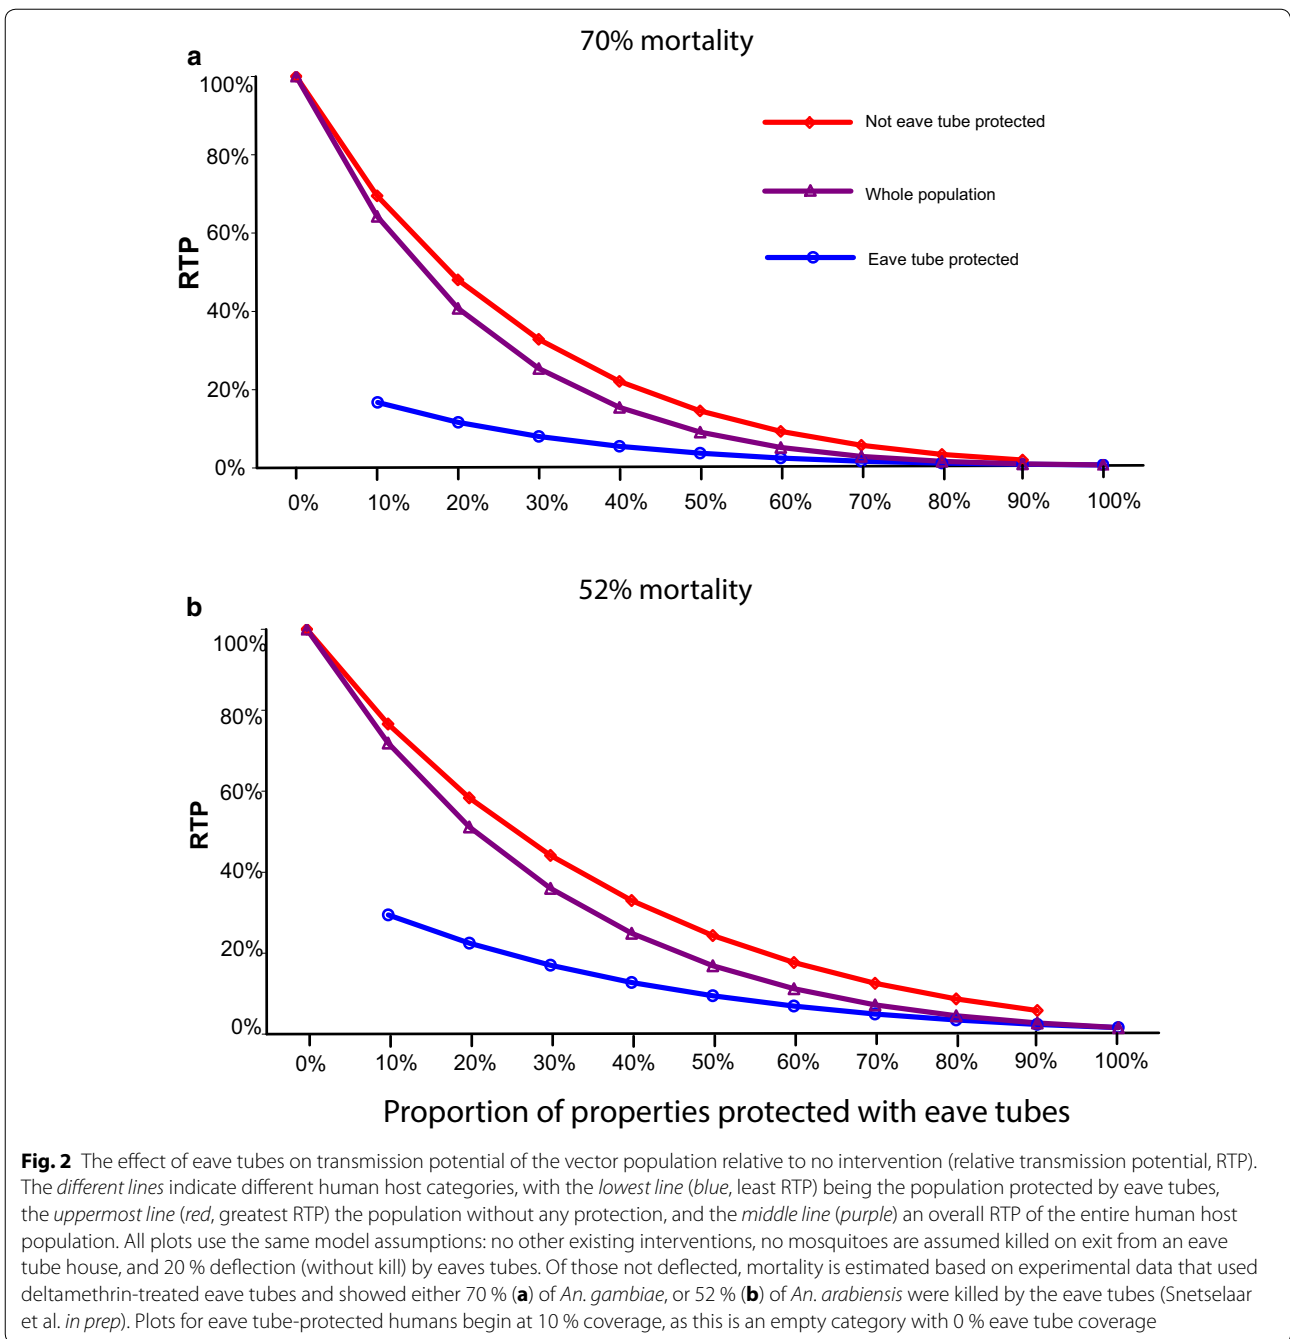 a
70% mortality
100%
80%
60%
40%
20%
0%
RTP
Not eave tube protected
Whole population
Eave tube protected
0% 10% 20% 30% 40% 50% 60% 70% 80% 90% 100%
b
52% mortality
100%
80%
60%
40%
20%
0%
RTP
0% 10% 20% 30% 40% 50% 60% 70% 80% 90% 100%
Proportion of properties protected with eave tubes
Fig. 2 The effect of eave tubes on transmission potential of the vector population relative to no intervention (relative transmission potential, RTP).
The different lines indicate different human host categories, with the lowest line (blue, least RTP) being the population protected by eave tubes,
the uppermost line (red, greatest RTP) the population without any protection, and the middle line (purple) an overall RTP of the entire human host
population. All plots use the same model assumptions: no other existing interventions, no mosquitoes are assumed killed on exit from an eave
tube house, and 20 % deflection (without kill) by eaves tubes. Of those not deflected, mortality is estimated based on experimental data that used
deltamethrin-treated eave tubes and showed either 70 % (a) of An. gambiae, or 52 % (b) of An. arabiensis were killed by the eave tubes (Snetselaar
et al. in prep). Plots for eave tube-protected humans begin at 10 % coverage, as this is an empty category with 0 % eave tube coverage